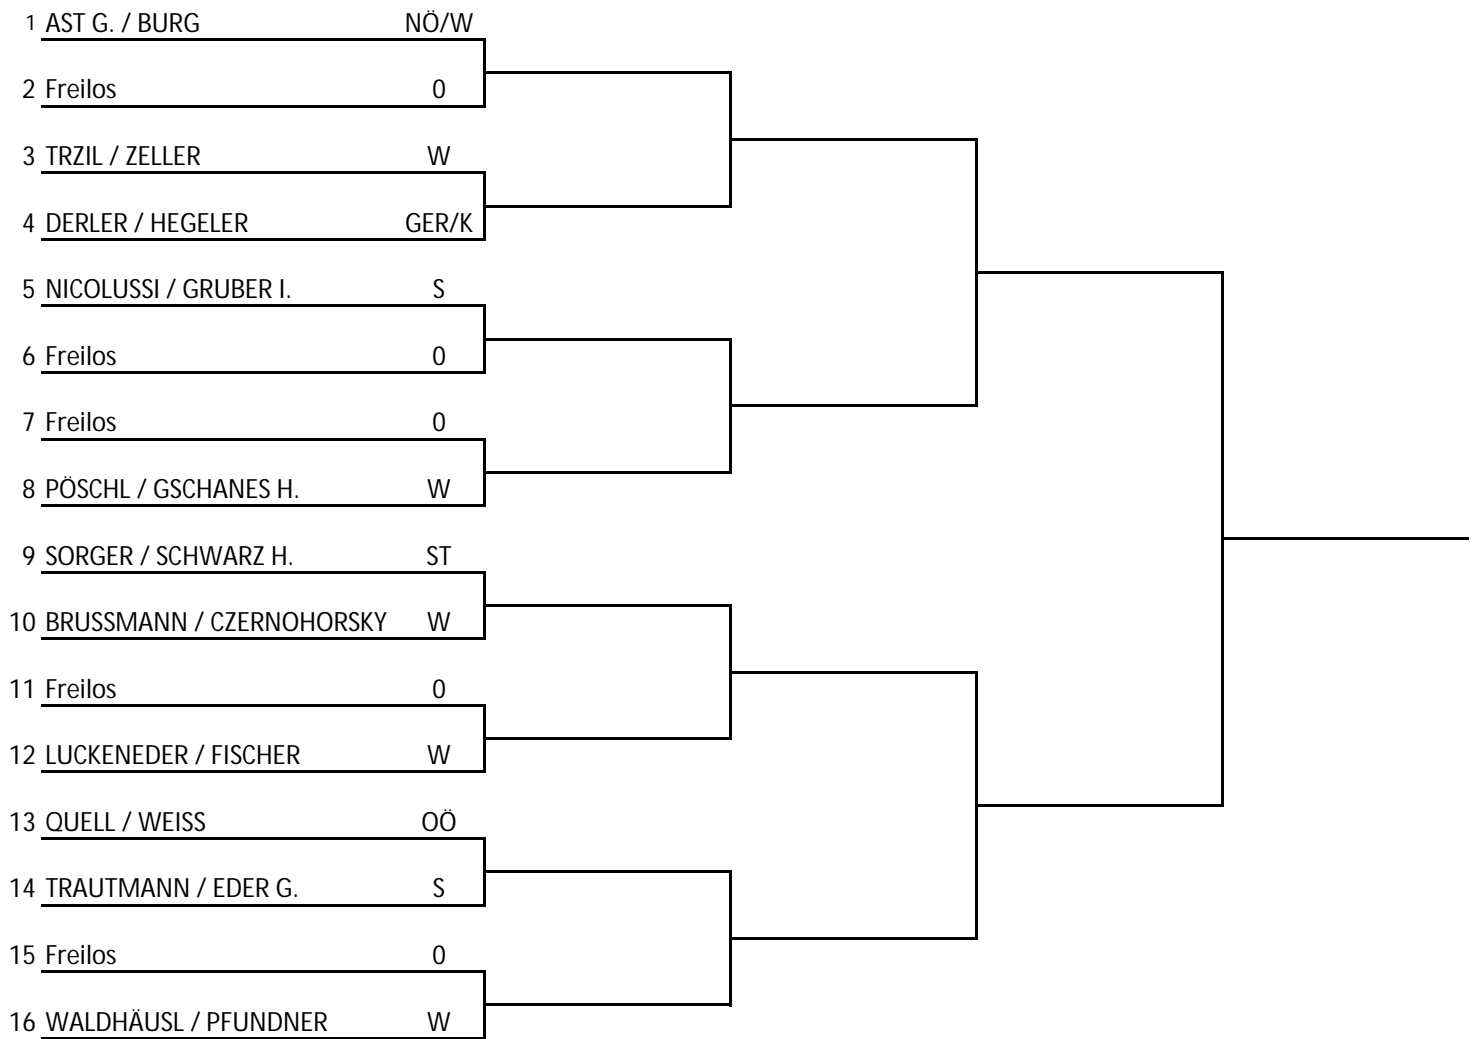 1 AST G. / BURG NÖ/W
2 Freilos 0
3 TRZIL / ZELLER W
4 DERLER / HEGELER GER/K
5 NICOLUSSI / GRUBER I. S
6 Freilos 0
7 Freilos 0
8 PÖSCHL / GSCHANES H. W
9 SORGER / SCHWARZ H. ST
10 BRUSSMANN / CZERNOHORSKY W
11 Freilos 0
12 LUCKENEDER / FISCHER W
13 QUELL / WEISS OÖ
14 TRAUTMANN / EDER G. S
15 Freilos 0
16 WALDHÄUSL / PFUNDNER W